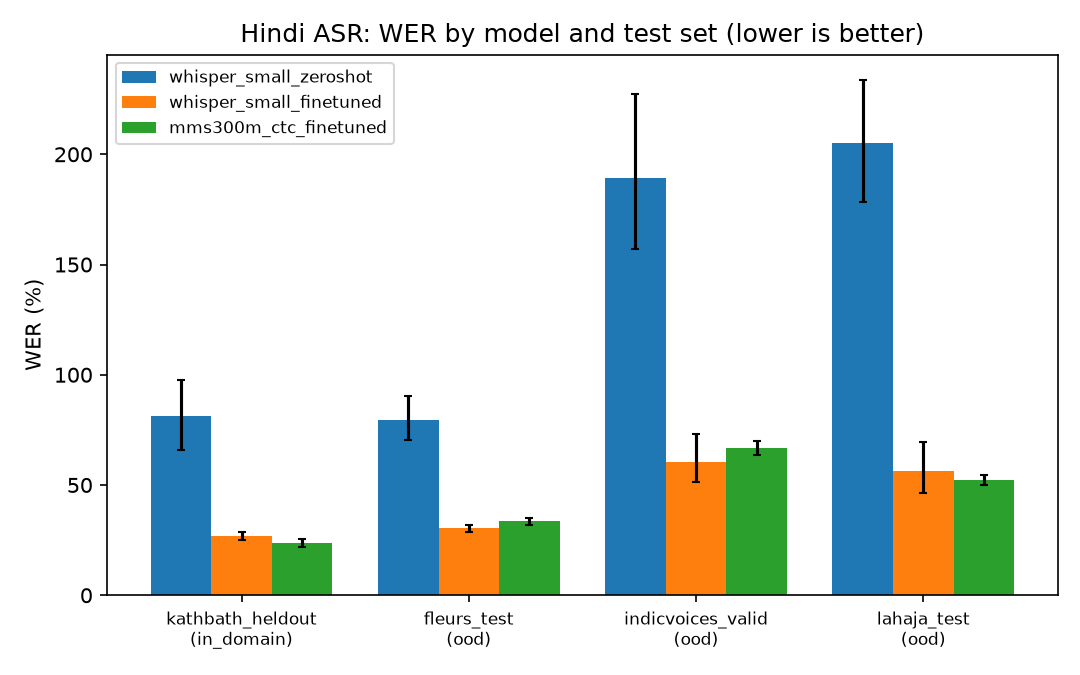 Hindi ASR: WER by model and test set (lower is better)
whisper_small_zeroshot
whisper_small_finetuned
mms300m_ctc_finetuned
WER (%)
200
150
100
50
0
kathbath_heldout
(in_domain)
fleurs_test
(ood)
indicvoices_valid
(ood)
lahaja_test
(ood)